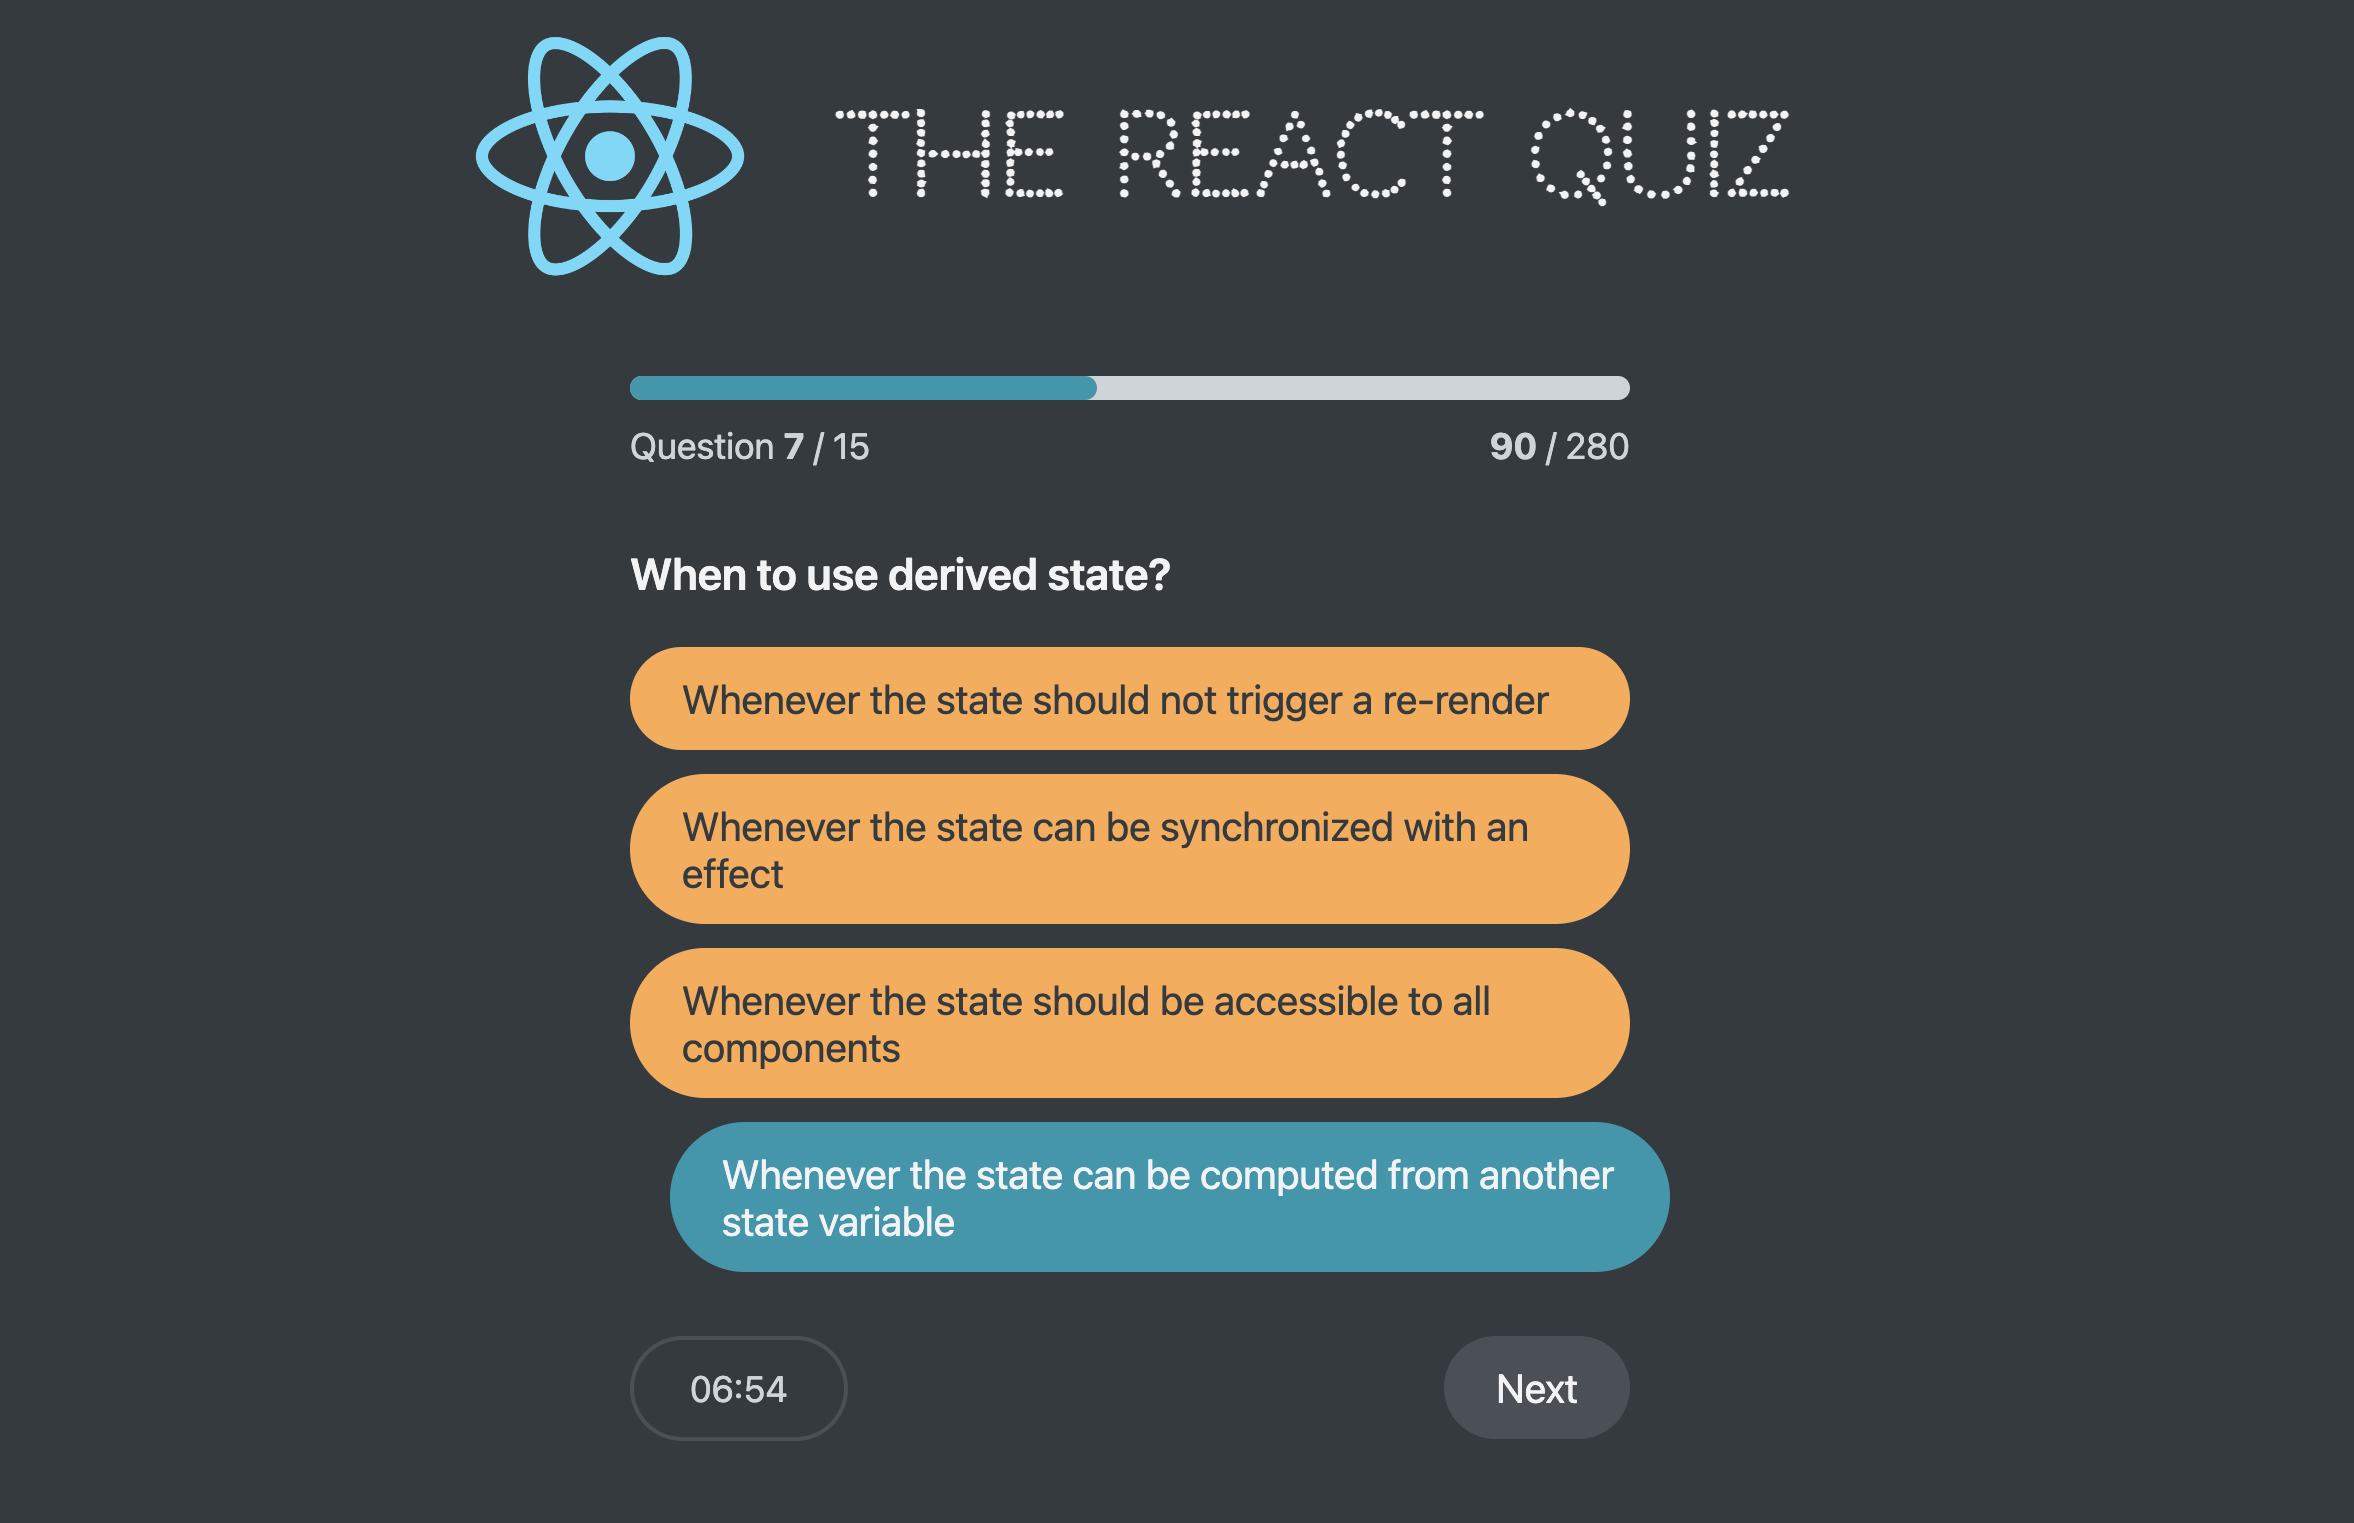 THE REACT QUIZ
Question 7 / 15
90 / 280
When to use derived state?
Whenever the state should not trigger a re-render
Whenever the state can be synchronized with an
effect
Whenever the state should be accessible to all
components
Whenever the state can be computed from another
state variable
06:54
Next